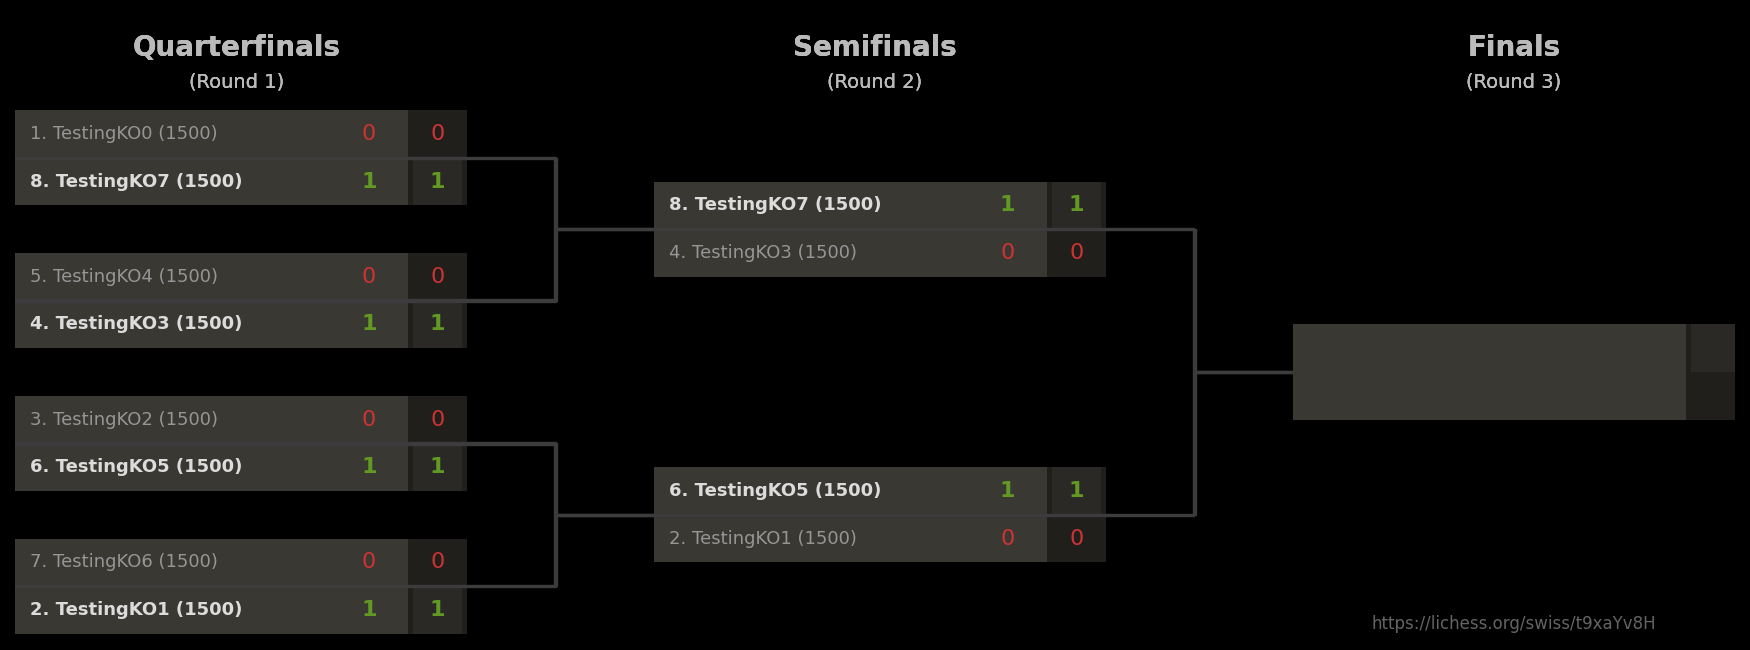 Quarterfinals
(Round 1)
1. TestingKO0 (1500) 0 0
8. TestingKO7 (1500) 1 1
5. TestingKO4 (1500) 0 0
4. TestingKO3 (1500) 1 1
3. TestingKO2 (1500) 0 0
6. TestingKO5 (1500) 1 1
7. TestingKO6 (1500) 0 0
2. TestingKO1 (1500) 1 1
Semifinals
(Round 2)
8. TestingKO7 (1500) 1 1
4. TestingKO3 (1500) 0 0
6. TestingKO5 (1500) 1 1
2. TestingKO1 (1500) 0 0
Finals
(Round 3)
https://lichess.org/swiss/t9xaYv8H